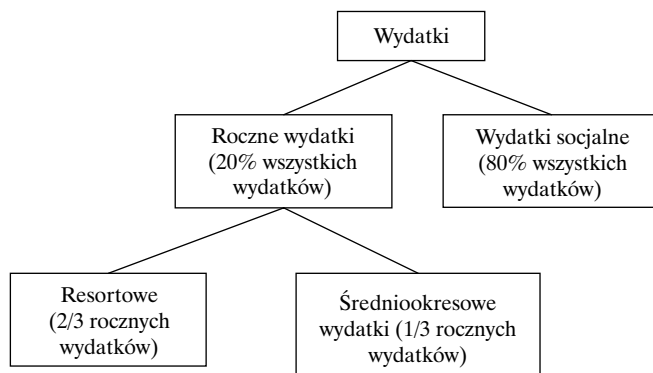 Wydatki
Roczne wydatki
(20% wszystkich
wydatków)
Wydatki socjalne
(80% wszystkich
wydatków)
Resortowe
(2/3 rocznych
wydatków)
Średniookresowe
wydatki (1/3 rocznych
wydatków)